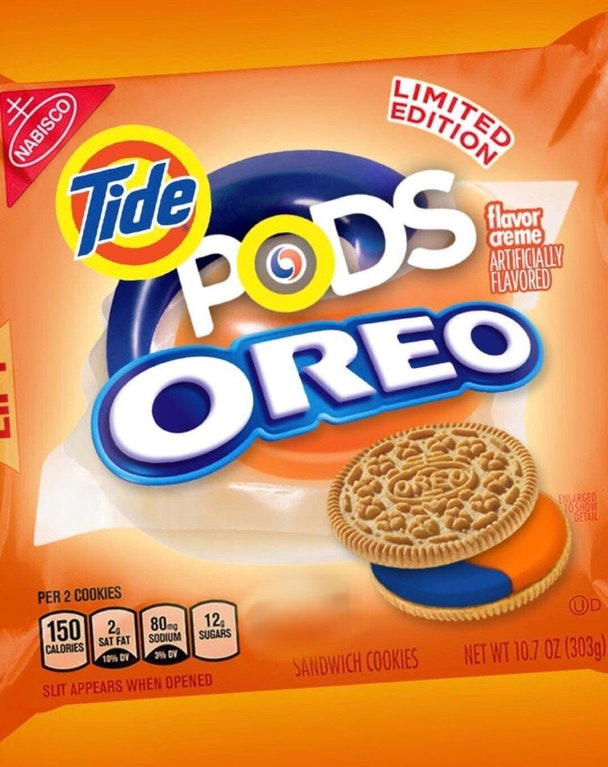 NABISCO
LIMITED
EDITION
Tide
PODS
flavor
creme
ARTIFICIALLY
FLAVORED
OREO
OREO
ENLARGED
TO SHOW
DETAIL
PER 2 COOKIES
150
CALORIES
2g
SAT FAT
10% DV
80mg
SODIUM
3% DV
12g
SUGARS
UD
SANDWICH COOKIES
NET WT 10.7 OZ (303g)
SLIT APPEARS WHEN OPENED